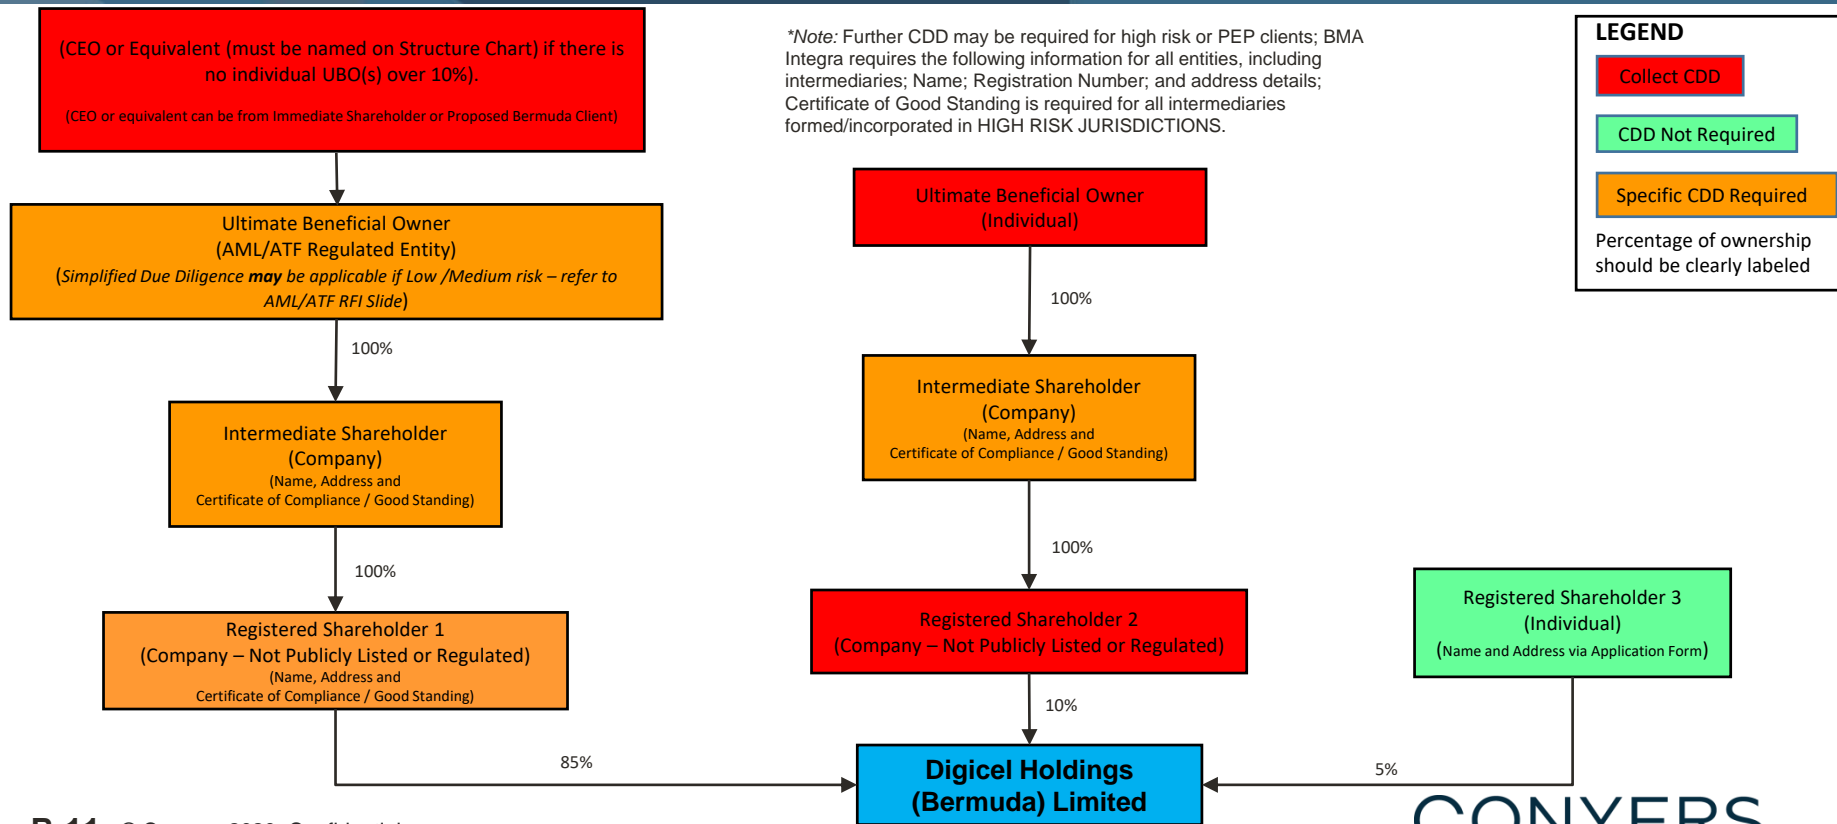 (CEO or Equivalent (must be named on Structure Chart) if there is
no individual UBO(s) over 10%).
(CEO or equivalent can be from Immediate Shareholder or Proposed Bermuda Client)
*Note: Further CDD may be required for high risk or PEP clients; BMA
Integra requires the following information for all entities, including
intermediaries; Name; Registration Number; and address details;
Certificate of Good Standing is required for all intermediaries
formed/incorporated in HIGH RISK JURISDICTIONS.
LEGEND
Collect CDD
CDD Not Required
Specific CDD Required
Percentage of ownership
should be clearly labeled
Ultimate Beneficial Owner
(AML/ATF Regulated Entity)
(Simplified Due Diligence may be applicable if Low /Medium risk – refer to
AML/ATF RFI Slide)
100%
Intermediate Shareholder
(Company)
(Name, Address and
Certificate of Compliance / Good Standing)
100%
Registered Shareholder 1
(Company – Not Publicly Listed or Regulated)
(Name, Address and
Certificate of Compliance / Good Standing)
85%
Ultimate Beneficial Owner
(Individual)
100%
Intermediate Shareholder
(Company)
(Name, Address and
Certificate of Compliance / Good Standing)
100%
Registered Shareholder 2
(Company – Not Publicly Listed or Regulated)
10%
Registered Shareholder 3
(Individual)
(Name and Address via Application Form)
5%
Digicel Holdings
(Bermuda) Limited
CONYERS